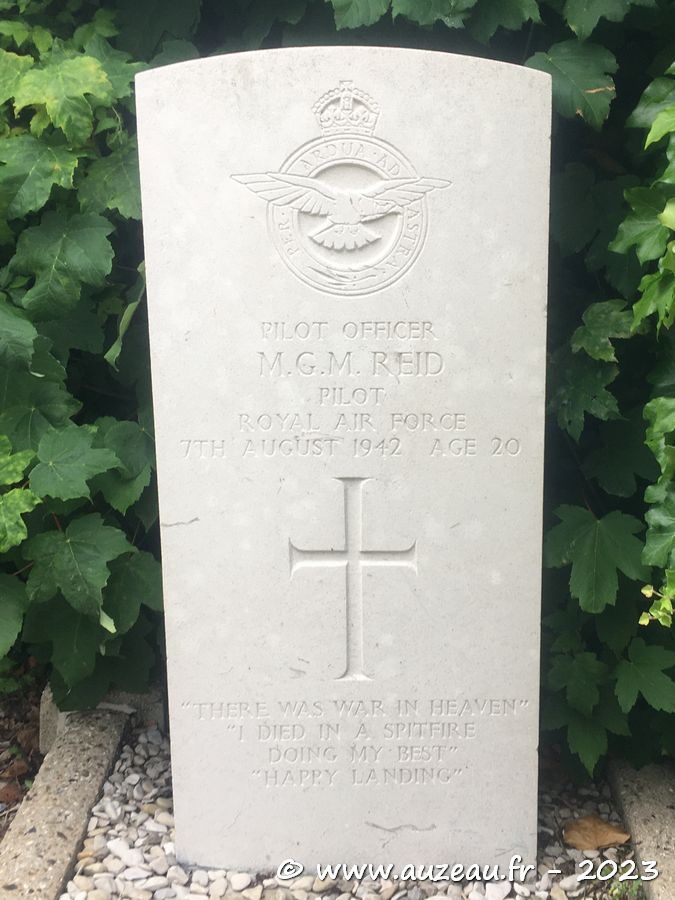 PER · ARDUA · AD ASTRA
PILOT OFFICER
M.G.M. REID
PILOT
ROYAL AIR FORCE
7TH AUGUST 1942 AGE 20
"THERE WAS WAR IN HEAVEN"
"I DIED IN A SPITFIRE
DOING MY BEST"
"HAPPY LANDING"
© www.auzeau.fr - 2023